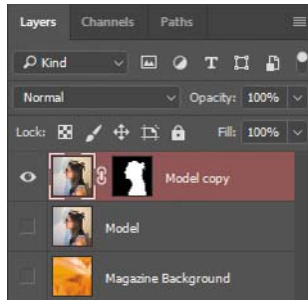 Layers Channels Paths
Kind T
Normal Opacity: 100%
Lock: Fill: 100%
Model copy
Model
Magazine Background